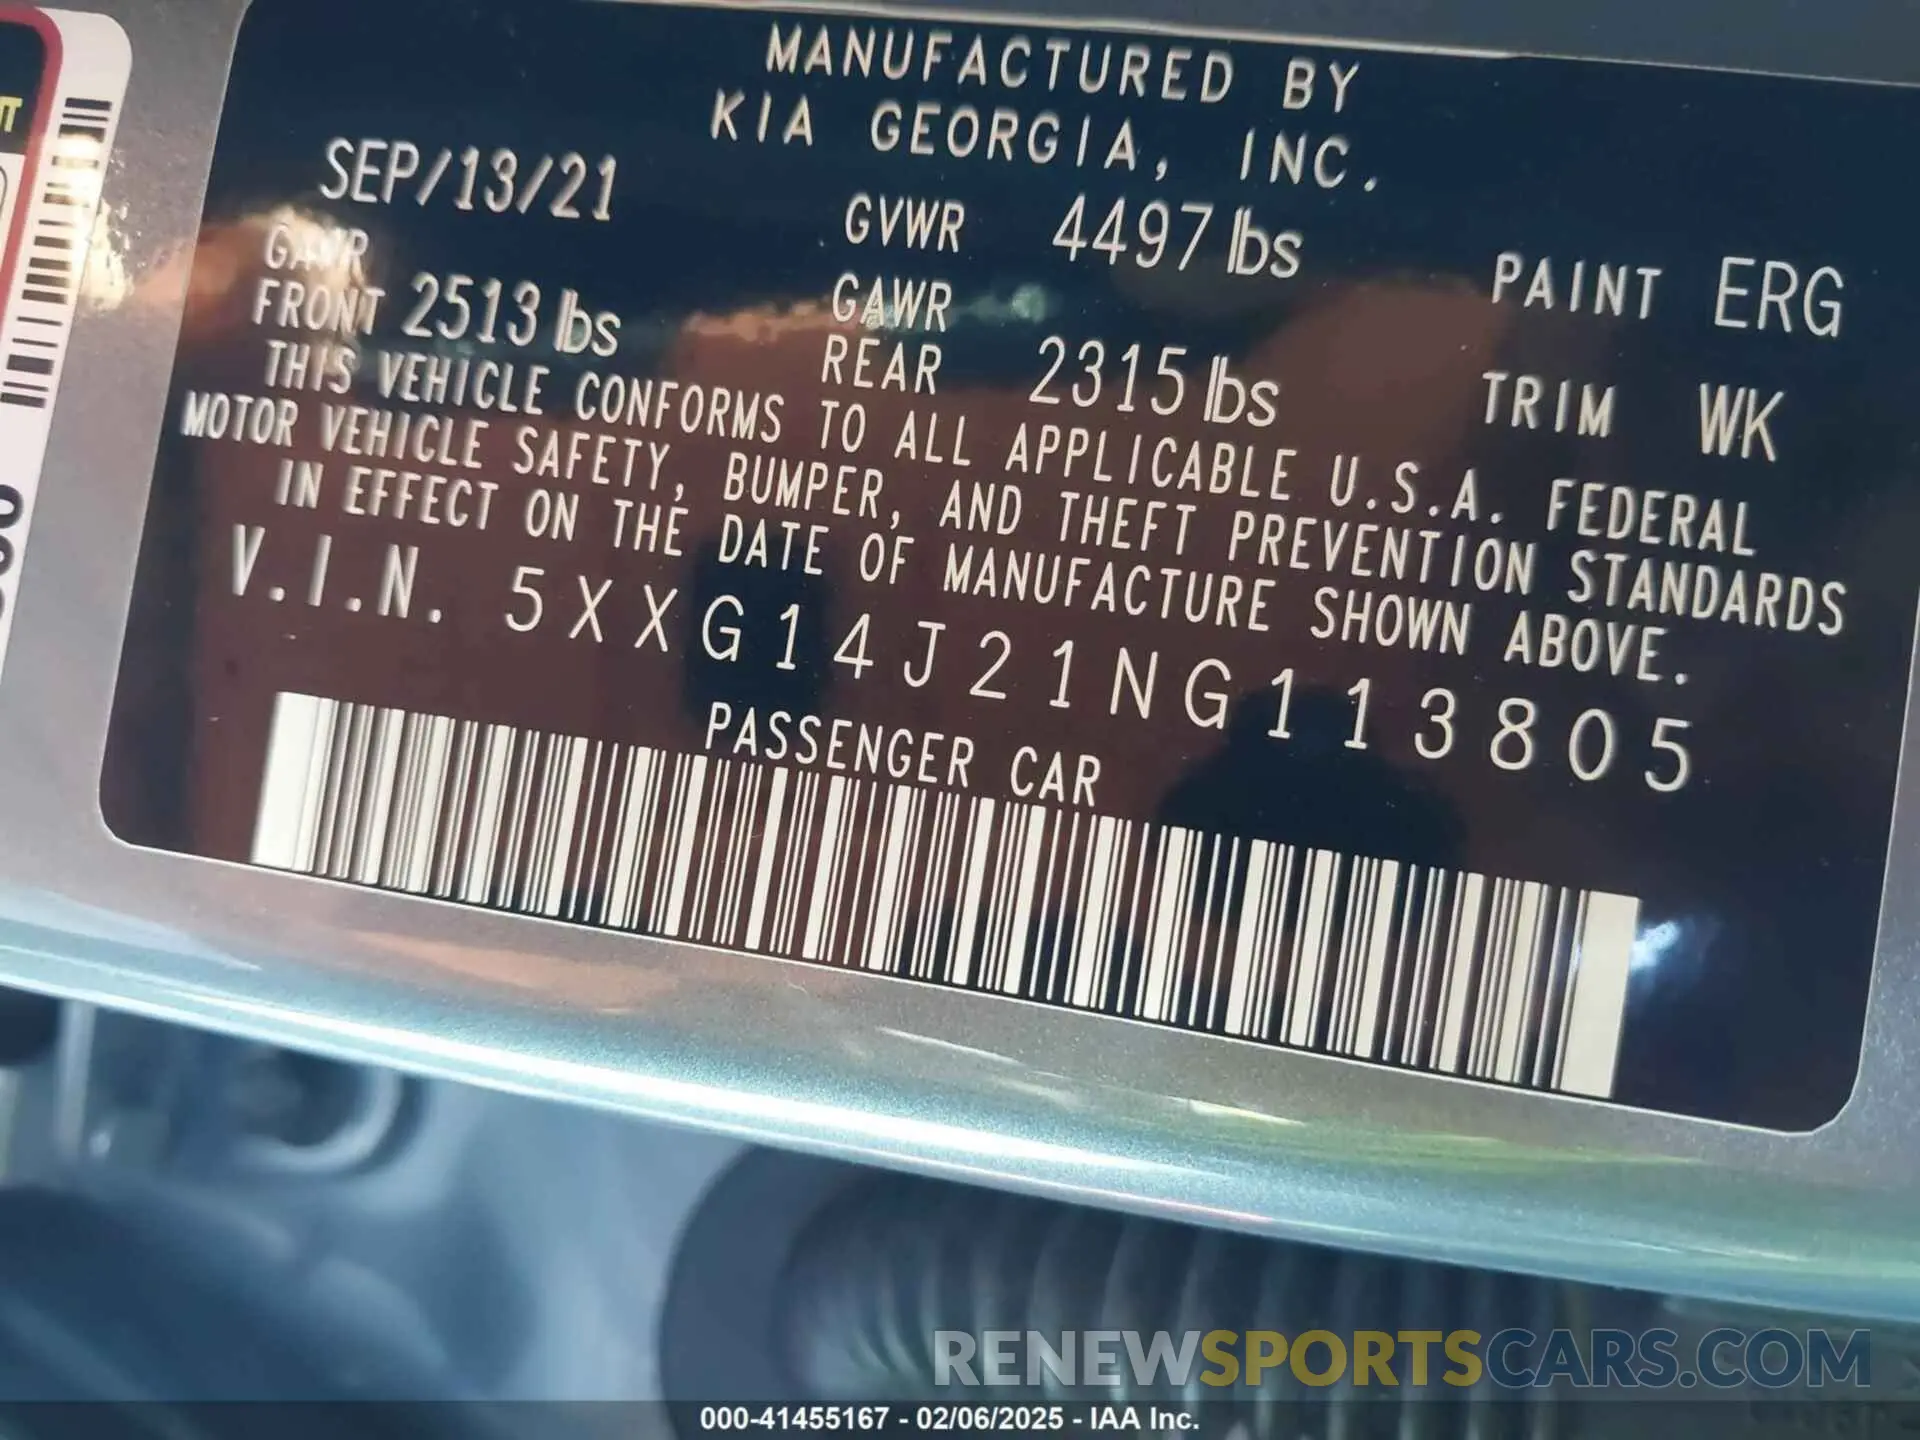 MANUFACTURED BY
KIA GEORGIA, INC.
SEP/13/21 GVWR 4497 lbs PAINT ERG
GAWR FRONT 2513 lbs GAWR REAR 2315 lbs TRIM WK
THIS VEHICLE CONFORMS TO ALL APPLICABLE U.S.A. FEDERAL
MOTOR VEHICLE SAFETY, BUMPER, AND THEFT PREVENTION STANDARDS
IN EFFECT ON THE DATE OF MANUFACTURE SHOWN ABOVE.
V.I.N. 5XXG14J21NG113805
PASSENGER CAR
RENEWSPORTSCARS.COM
000-41455167 - 02/06/2025 - IAA Inc.